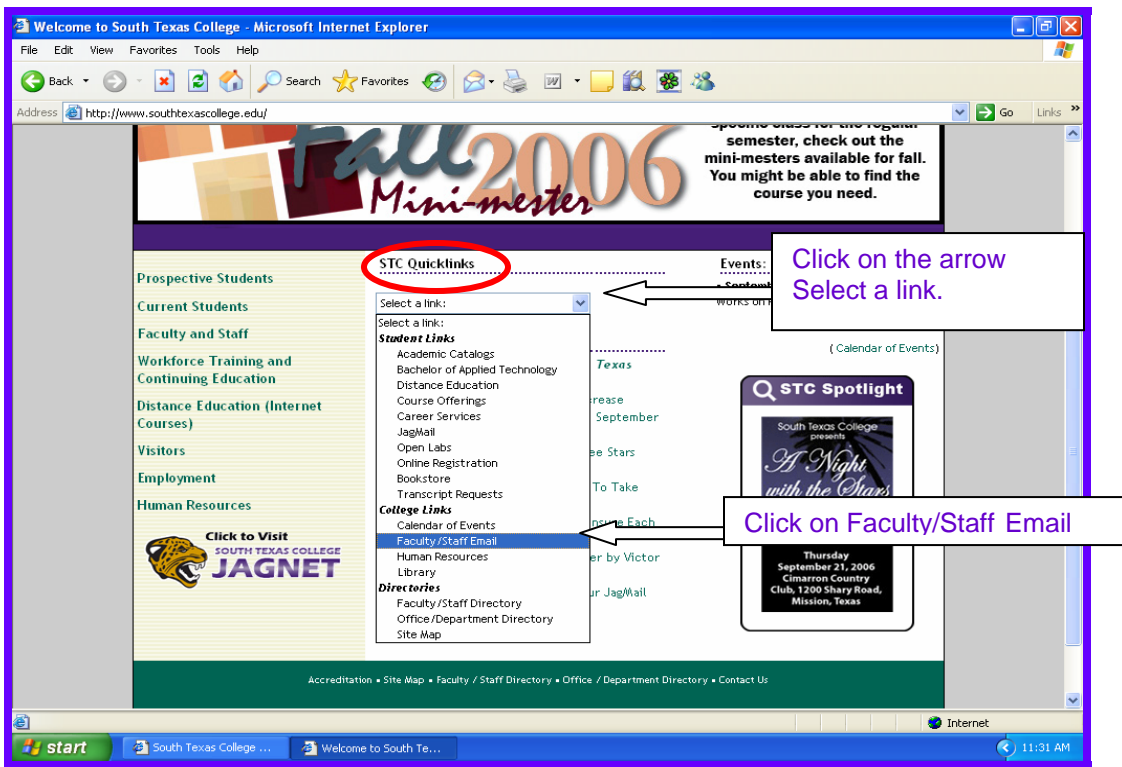 Welcome to South Texas College - Microsoft Internet Explorer
File Edit View Favorites Tools Help
Back Search Favorites
Address http://www.southtexascollege.edu/ Go Links »
Fall 2006
Mini-mester
specific class for the regular
semester, check out the
mini-mesters available for fall.
You might be able to find the
course you need.
Prospective Students
Current Students
Faculty and Staff
Workforce Training and
Continuing Education
Distance Education (Internet
Courses)
Visitors
Employment
Human Resources
Click to Visit
SOUTH TEXAS COLLEGE
JAGNET
STC Quicklinks
Select a link:
Select a link:
Student Links
Academic Catalogs
Bachelor of Applied Technology
Distance Education
Course Offerings
Career Services
JagMail
Open Labs
Online Registration
Bookstore
Transcript Requests
College Links
Calendar of Events
Faculty/Staff Email
Human Resources
Library
Directories
Faculty/Staff Directory
Office/Department Directory
Site Map
Texas
September
Stars
To Take
Each
by Victor
JagMail
Events:
Click on the arrow
Select a link.
(Calendar of Events)
STC Spotlight
South Texas College
presents
A Night
with the Stars
Click on Faculty/Staff Email
Thursday
September 21, 2006
Cimarron Country
Club, 1200 Shary Road,
Mission, Texas
Accreditation • Site Map • Faculty / Staff Directory • Office / Department Directory • Contact Us
Internet
start South Texas College ... Welcome to South Te... 11:31 AM